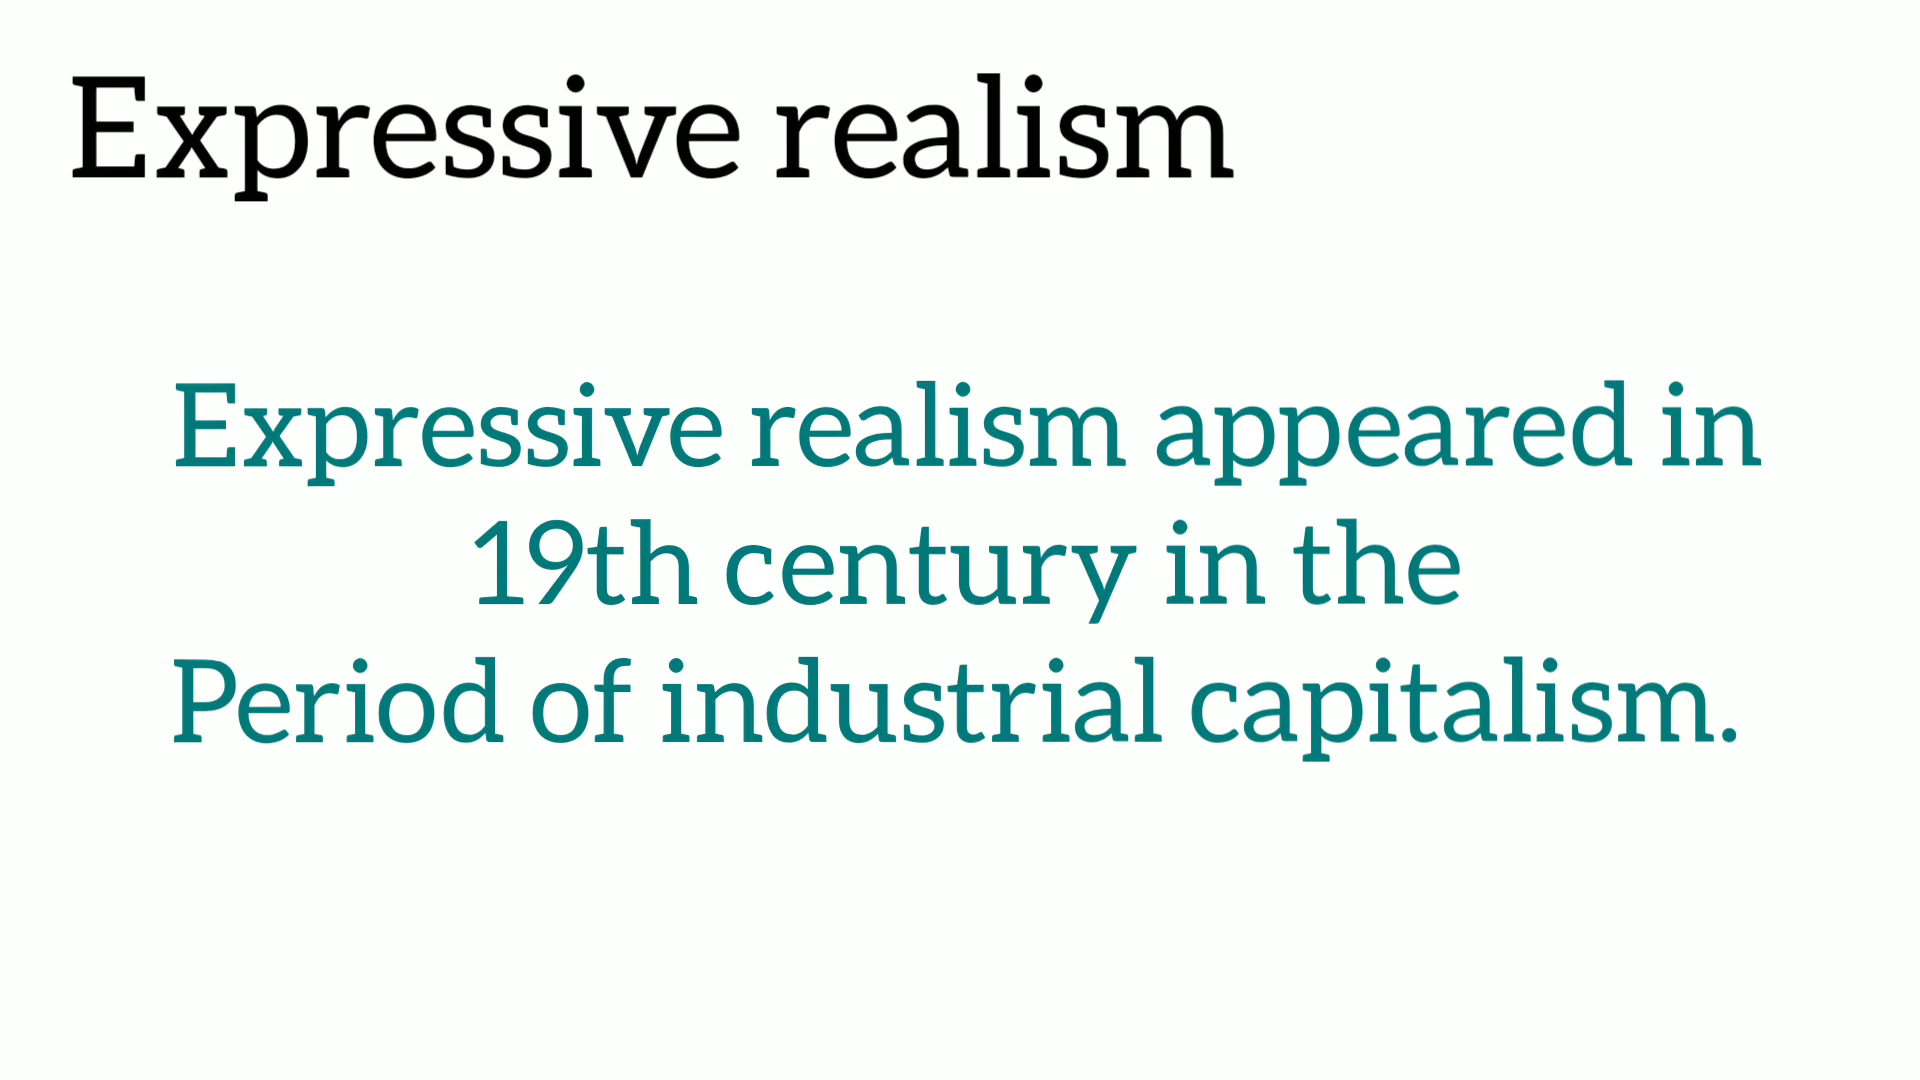 Expressive realism
Expressive realism appeared in
19th century in the
Period of industrial capitalism.